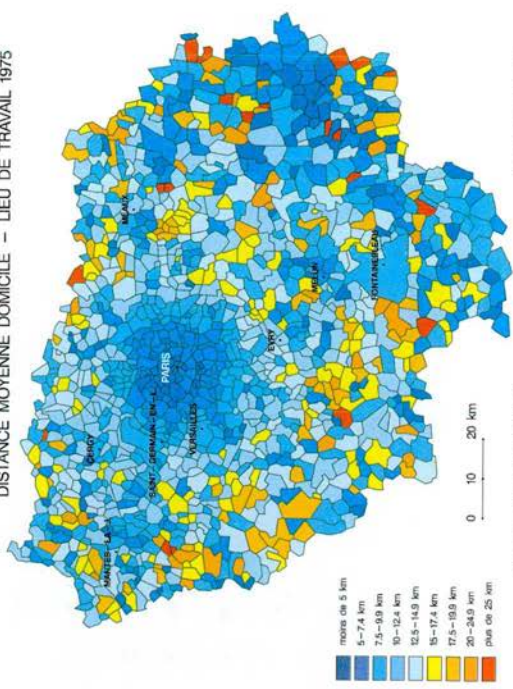 DISTANCE MOYENNE DOMICILE – LIEU DE TRAVAIL 1975
MANTES-LA-J.
CERGY
SAINT-GERMAIN-EN-L.
VERSAILLES
PARIS
MEAUX
EVRY
MELUN
FONTAINEBLEAU
moins de 5 km
5-7.4 km
7.5-9.9 km
10-12.4 km
12.5-14.9 km
15-17.4 km
17.5-19.9 km
20-24.9 km
plus de 25 km
0 10 20 km